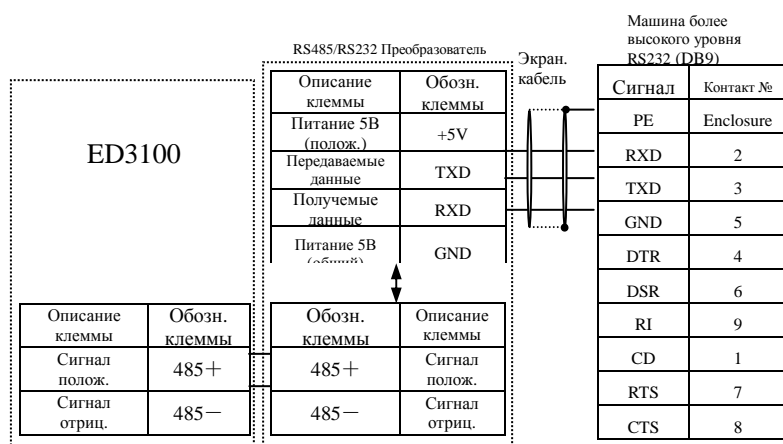 Машина более
высокого уровня
RS232 (DB9)
RS485/RS232 Преобразователь
Экран.
кабель
Описание
клеммы
Обозн.
клеммы
Питание 5В
(полож.)
+5V
Передаваемые
данные
TXD
Получемые
данные
RXD
Питание 5В
(общий)
GND
ED3100
Сигнал
Контакт №
PE
Enclosure
RXD
2
TXD
3
GND
5
DTR
4
DSR
6
RI
9
CD
1
RTS
7
CTS
8
Описание
клеммы
Обозн.
клеммы
Сигнал
полож.
485+
Сигнал
отриц.
485-
Обозн.
клеммы
Описание
клеммы
485+
Сигнал
полож.
485-
Сигнал
отриц.